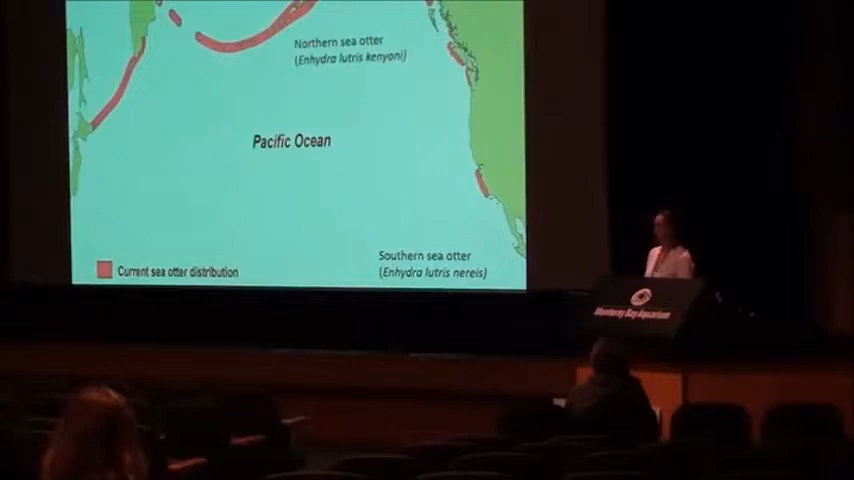 Northern sea otter
(Enhydra lutris kenyoni)
Pacific Ocean
Southern sea otter
(Enhydra lutris nereis)
Current sea otter distribution
Monterey Bay Aquarium